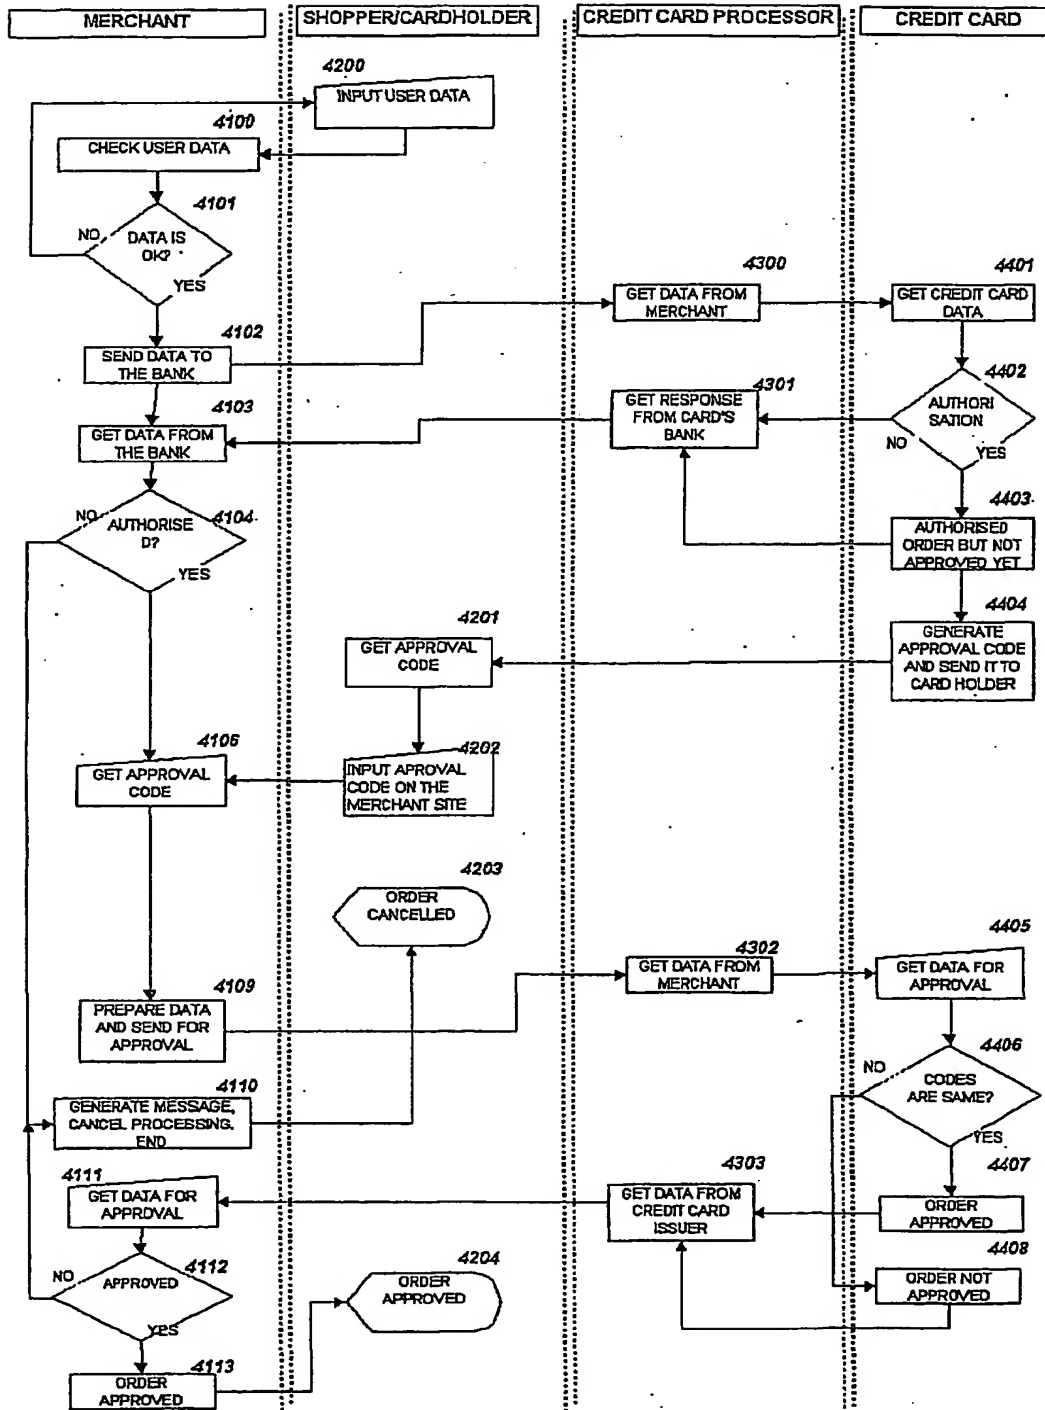 MERCHANT
SHOPPER/CARDHOLDER
CREDIT CARD PROCESSOR
CREDIT CARD
4200
INPUT USER DATA
4100
CHECK USER DATA
4101
NO
DATA IS
OK?
YES
4300
GET DATA FROM
MERCHANT
4401
GET CREDIT CARD
DATA
4102
SEND DATA TO
THE BANK
4402
AUTHORI
SATION
NO
YES
4301
GET RESPONSE
FROM CARD'S
BANK
4103
GET DATA FROM
THE BANK
4403
AUTHORISED
ORDER BUT NOT
APPROVED YET
NO
4104
AUTHORISE
D?
YES
4404
GENERATE
APPROVAL CODE
AND SEND IT TO
CARD HOLDER
4201
GET APPROVAL
CODE
4202
INPUT APROVAL
CODE ON THE
MERCHANT SITE
4106
GET APPROVAL
CODE
4203
ORDER
CANCELLED
4302
GET DATA FROM
MERCHANT
4405
GET DATA FOR
APPROVAL
4109
PREPARE DATA
AND SEND FOR
APPROVAL
4406
NO
CODES
ARE SAME?
YES
4110
GENERATE MESSAGE,
CANCEL PROCESSING.
END
4407
ORDER
APPROVED
4303
GET DATA FROM
CREDIT CARD
ISSUER
4111
GET DATA FOR
APPROVAL
4408
ORDER NOT
APPROVED
4112
NO
APPROVED
YES
4204
ORDER
APPROVED
4113
ORDER
APPROVED